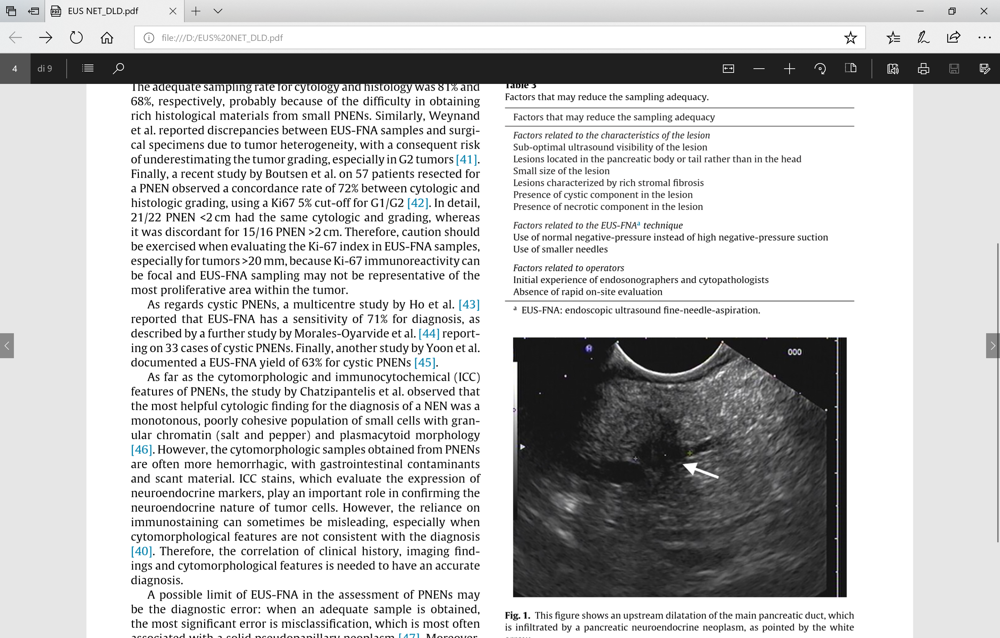 EUS NET_DLD.pdf
file:///D:/EUS%20NET_DLD.pdf
4 di 9
The adequate sampling rate for cytology and histology was 81% and
68%, respectively, probably because of the difficulty in obtaining
rich histological materials from small PNENs. Similarly, Weynand
et al. reported discrepancies between EUS-FNA samples and surgi-
cal specimens due to tumor heterogeneity, with a consequent risk
of underestimating the tumor grading, especially in G2 tumors [41].
Finally, a recent study by Boutsen et al. on 57 patients resected for
a PNEN observed a concordance rate of 72% between cytologic and
histologic grading, using a Ki67 5% cut-off for G1/G2 [42]. In detail,
21/22 PNEN <2 cm had the same cytologic and grading, whereas
it was discordant for 15/16 PNEN >2 cm. Therefore, caution should
be exercised when evaluating the Ki-67 index in EUS-FNA samples,
especially for tumors >20 mm, because Ki-67 immunoreactivity can
be focal and EUS-FNA sampling may not be representative of the
most proliferative area within the tumor.
As regards cystic PNENs, a multicentre study by Ho et al. [43]
reported that EUS-FNA has a sensitivity of 71% for diagnosis, as
described by a further study by Morales-Oyarvide et al. [44] report-
ing on 33 cases of cystic PNENs. Finally, another study by Yoon et al.
documented a EUS-FNA yield of 63% for cystic PNENs [45].
As far as the cytomorphologic and immunocytochemical (ICC)
features of PNENs, the study by Chatzipantelis et al. observed that
the most helpful cytologic finding for the diagnosis of a NEN was a
monotonous, poorly cohesive population of small cells with gran-
ular chromatin (salt and pepper) and plasmacytoid morphology
[46]. However, the cytomorphologic samples obtained from PNENs
are often more hemorrhagic, with gastrointestinal contaminants
and scant material. ICC stains, which evaluate the expression of
neuroendocrine markers, play an important role in confirming the
neuroendocrine nature of tumor cells. However, the reliance on
immunostaining can sometimes be misleading, especially when
cytomorphological features are not consistent with the diagnosis
[40]. Therefore, the correlation of clinical history, imaging find-
ings and cytomorphological features is needed to have an accurate
diagnosis.
A possible limit of EUS-FNA in the assessment of PNENs may
be the diagnostic error: when an adequate sample is obtained,
the most significant error is misclassification, which is most often
associated with a solid pseudopapillary neoplasm [47]. Moreover,
Table 3
Factors that may reduce the sampling adequacy.
Factors that may reduce the sampling adequacy
Factors related to the characteristics of the lesion
Sub-optimal ultrasound visibility of the lesion
Lesions located in the pancreatic body or tail rather than in the head
Small size of the lesion
Lesions characterized by rich stromal fibrosis
Presence of cystic component in the lesion
Presence of necrotic component in the lesion
Factors related to the EUS-FNAa technique
Use of normal negative-pressure instead of high negative-pressure suction
Use of smaller needles
Factors related to operators
Initial experience of endosonographers and cytopathologists
Absence of rapid on-site evaluation
a EUS-FNA: endoscopic ultrasound fine-needle-aspiration.
H
000
Fig. 1. This figure shows an upstream dilatation of the main pancreatic duct, which
is infiltrated by a pancreatic neuroendocrine neoplasm, as pointed by the white